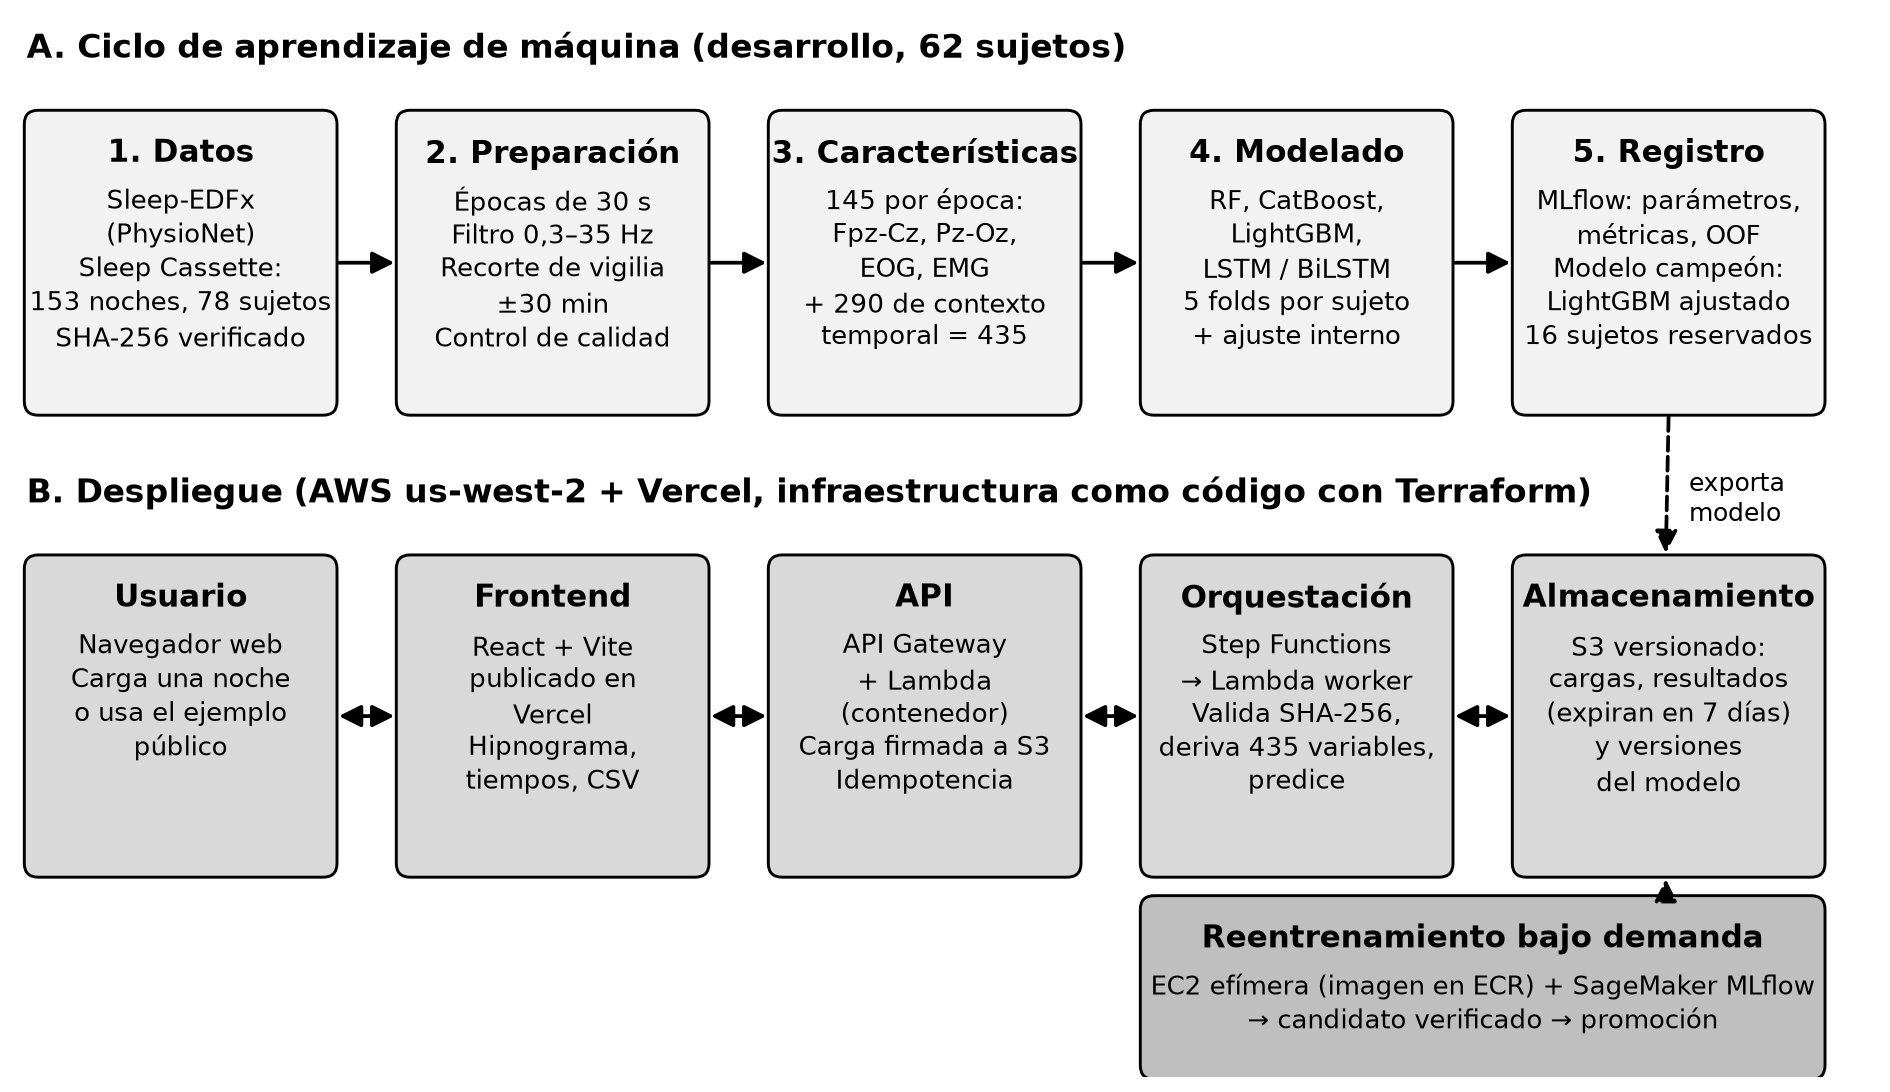 A. Ciclo de aprendizaje de máquina (desarrollo, 62 sujetos)
1. Datos
Sleep-EDFx
(PhysioNet)
Sleep Cassette:
153 noches, 78 sujetos
SHA-256 verificado
2. Preparación
Épocas de 30 s
Filtro 0,3–35 Hz
Recorte de vigilia
±30 min
Control de calidad
3. Características
145 por época:
Fpz-Cz, Pz-Oz,
EOG, EMG
+ 290 de contexto
temporal = 435
4. Modelado
RF, CatBoost,
LightGBM,
LSTM / BiLSTM
5 folds por sujeto
+ ajuste interno
5. Registro
MLflow: parámetros,
métricas, OOF
Modelo campeón:
LightGBM ajustado
16 sujetos reservados
exporta
modelo
B. Despliegue (AWS us-west-2 + Vercel, infraestructura como código con Terraform)
Usuario
Navegador web
Carga una noche
o usa el ejemplo
público
Frontend
React + Vite
publicado en
Vercel
Hipnograma,
tiempos, CSV
API
API Gateway
+ Lambda
(contenedor)
Carga firmada a S3
Idempotencia
Orquestación
Step Functions
→ Lambda worker
Valida SHA-256,
deriva 435 variables,
predice
Almacenamiento
S3 versionado:
cargas, resultados
(expiran en 7 días)
y versiones
del modelo
Reentrenamiento bajo demanda
EC2 efímera (imagen en ECR) + SageMaker MLflow
→ candidato verificado → promoción